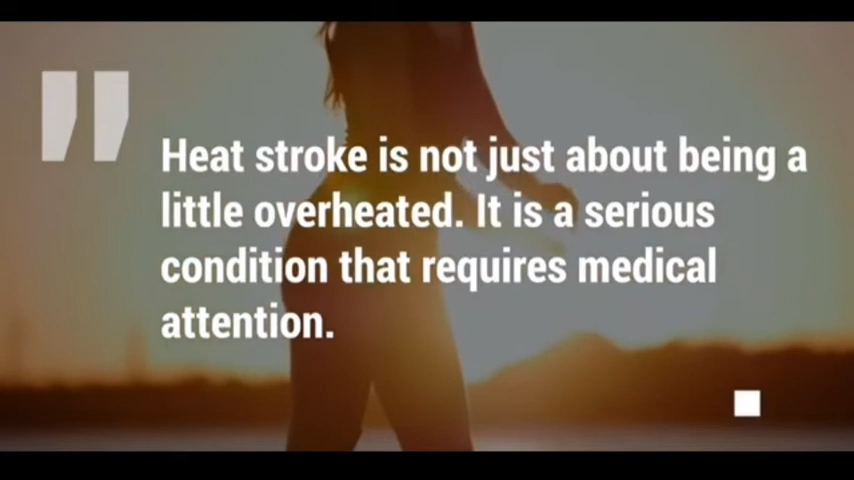 Heat stroke is not just about being a
little overheated. It is a serious
condition that requires medical
attention.